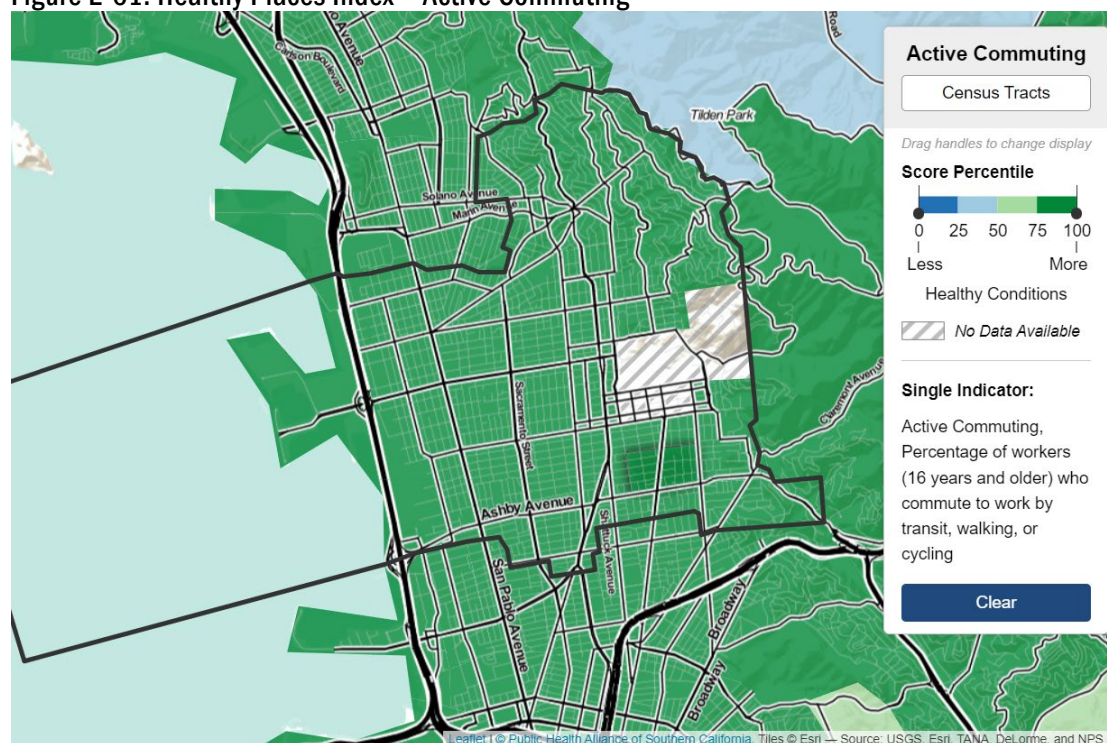 Figure E-61: Healthy Places Index – Active Commuting
Avenue
Carlson Boulevard
Road
Tilden Park
Solano Avenue
Marin Avenue
Sacramento Street
Claremont Avenue
Ashby Avenue
Shattuck Avenue
San Pablo Avenue
Broadway
Broadway
Active Commuting
Census Tracts
Drag handles to change display
Score Percentile
0 25 50 75 100
Less More
Healthy Conditions
No Data Available
Single Indicator:
Active Commuting,
Percentage of workers
(16 years and older) who
commute to work by
transit, walking, or
cycling
Clear
Leaflet | © Public Health Alliance of Southern California, Tiles © Esri — Source: USGS, Esri, TANA, DeLorme, and NPS